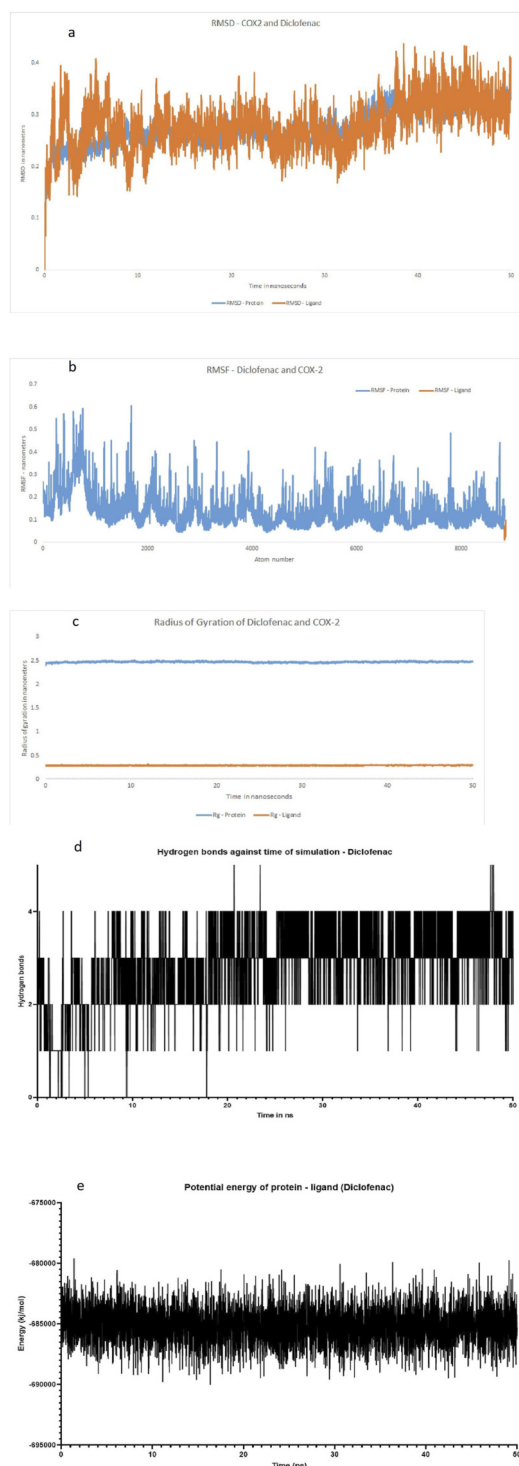 a
RMSD - COX2 and Diclofenac
RMSD in nanometers
0.4
0.3
0.2
0.1
0
0
10
20
30
40
50
Time in nanoseconds
RMSD - Protein
RMSD - Ligand
b
RMSF - Diclofenac and COX-2
RMSF - Protein
RMSF - Ligand
RMSF - nanometers
0.7
0.6
0.5
0.4
0.3
0.2
0.1
0
0
2000
4000
6000
8000
Atom number
c
Radius of Gyration of Diclofenac and COX-2
Radius of gyration in nanometers
3
2.5
2
1.5
1
0.5
0
0
10
20
30
40
50
Time in nanoseconds
Rg - Protein
Rg - Ligand
d
Hydrogen bonds against time of simulation - Diclofenac
Hydrogen bonds
4
2
0
0
10
20
30
40
50
Time in ns
e
Potential energy of protein - ligand (Diclofenac)
Energy (kj/mol)
-675000
-680000
-685000
-690000
-695000
0
10
20
30
40
50
Time (ns)